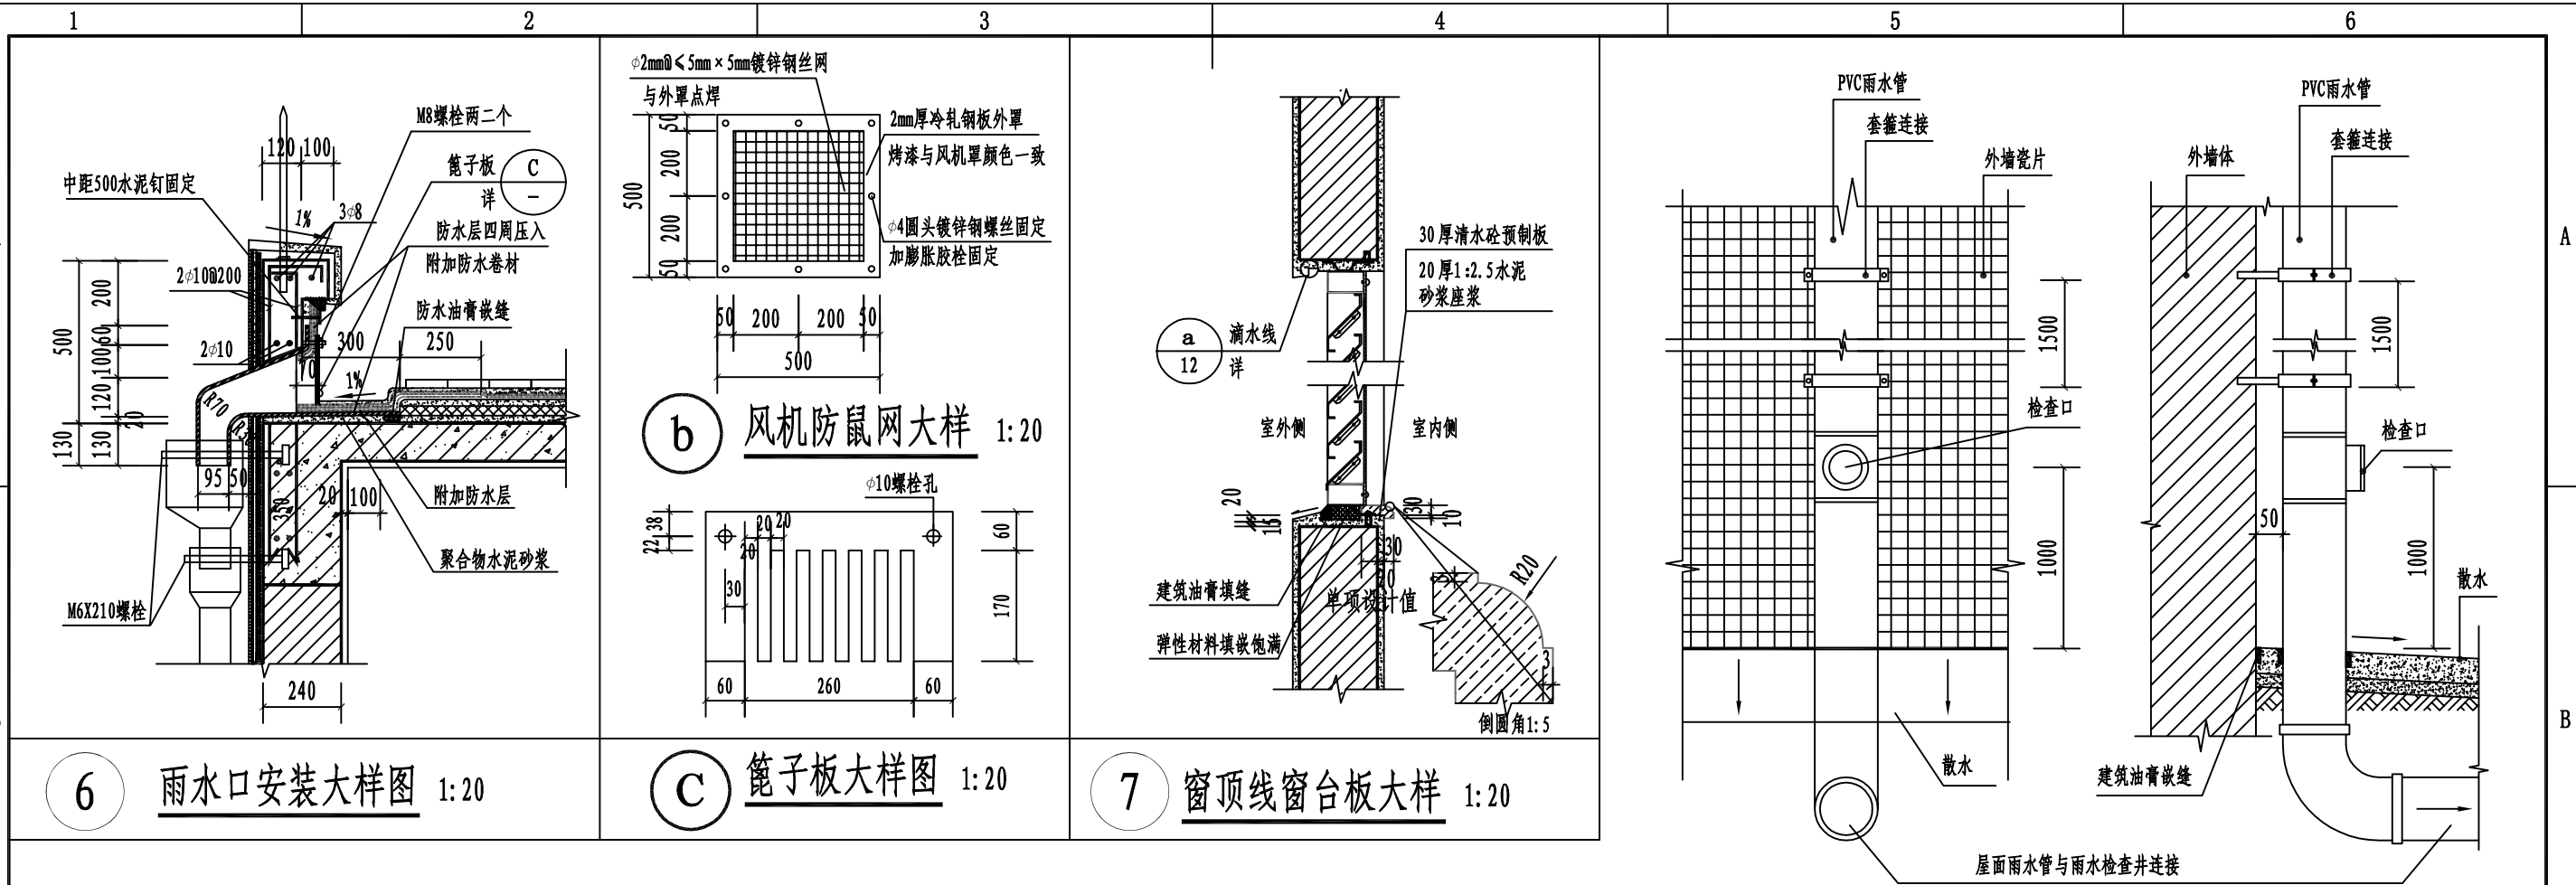 1
2
3
4
5
6
A
B
M8螺栓两二个
120
100
篦子板
C
-
详
中距500水泥钉固定
1%
3φ8
防水层四周压入
附加防水卷材
2φ10@200
防水油膏嵌缝
300
250
2φ10
70
1%
200
60
100
120
20
130
500
130
R70
95
50
350
20
100
附加防水层
聚合物水泥砂浆
M6X210螺栓
240
6
雨水口安装大样图
1:20
φ2mm@≤5mm×5mm镀锌钢丝网
与外罩点焊
2mm厚冷轧钢板外罩
烤漆与风机罩颜色一致
φ4圆头镀锌钢螺丝固定
加膨胀胶栓固定
50
200
200
50
500
50
200
200
50
500
b
风机防鼠网大样
1:20
φ10螺栓孔
38
22
20
20
20
30
60
170
60
260
60
C
篦子板大样图
1:20
30厚清水砼预制板
20厚1:2.5水泥
砂浆座浆
a
12
滴水线
详
室外侧
室内侧
20
15
30
10
30
20
建筑油膏填缝
单项设计值
弹性材料填嵌饱满
R20
3
倒圆角1:5
7
窗顶线窗台板大样
1:20
PVC雨水管
套箍连接
外墙瓷片
1500
检查口
1000
散水
PVC雨水管
套箍连接
外墙体
1500
检查口
50
1000
散水
建筑油膏嵌缝
屋面雨水管与雨水检查井连接